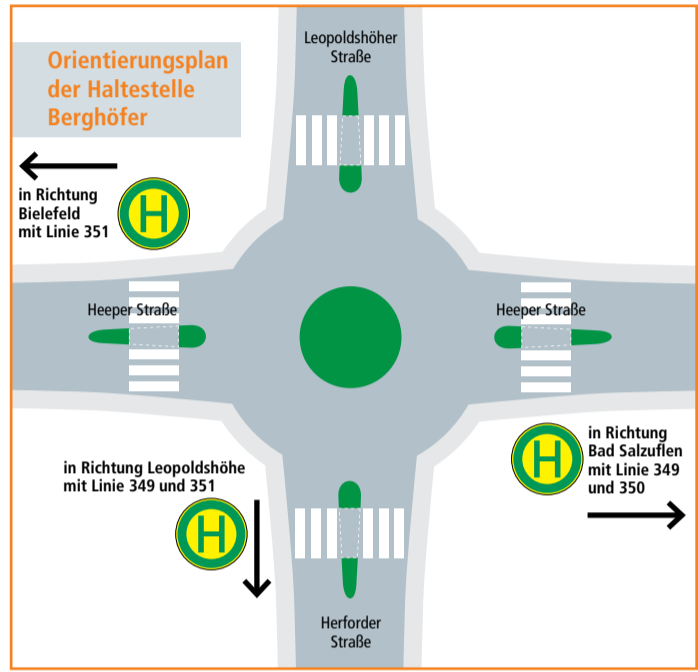 Orientierungsplan
der Haltestelle
Berghöfer
Leopoldshöher
Straße
in Richtung
Bielefeld
mit Linie 351
H
Heeper Straße
Heeper Straße
in Richtung Leopoldshöhe
mit Linie 349 und 351
H
H
in Richtung
Bad Salzuflen
mit Linie 349
und 350
Herforder
Straße